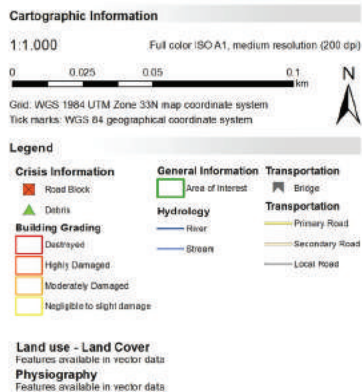 Cartographic Information
1:1.000 Full color ISO A1, medium resolution (200 dpi)
0 0.025 0.05 0.1
km
N
Grid: WGS 1984 UTM Zone 33N map coordinate system
Tick marks: WGS 84 geographical coordinate system
Legend
Crisis Information
Road Block
Debris
Building Grading
Destroyed
Highly Damaged
Moderately Damaged
Negligible to slight damage
General Information
Area of Interest
Hydrology
River
Stream
Transportation
Bridge
Transportation
Primary Road
Secondary Road
Local Road
Land use - Land Cover
Features available in vector data
Physiography
Features available in vector data